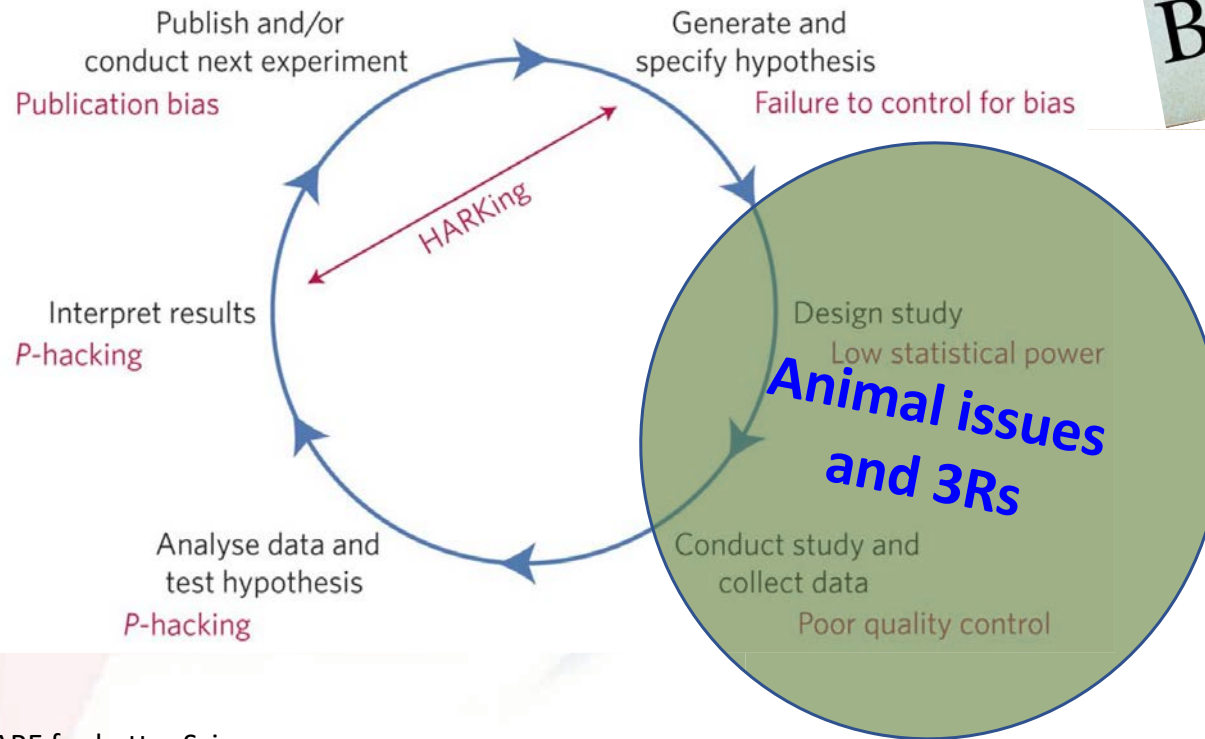 Publish and/or
conduct next experiment
Publication bias
Generate and
specify hypothesis
Failure to control for bias
B
HARKing
Interpret results
P-hacking
Design study
Low statistical power
Animal issues
and 3Rs
Analyse data and
test hypothesis
P-hacking
Conduct study and
collect data
Poor quality control